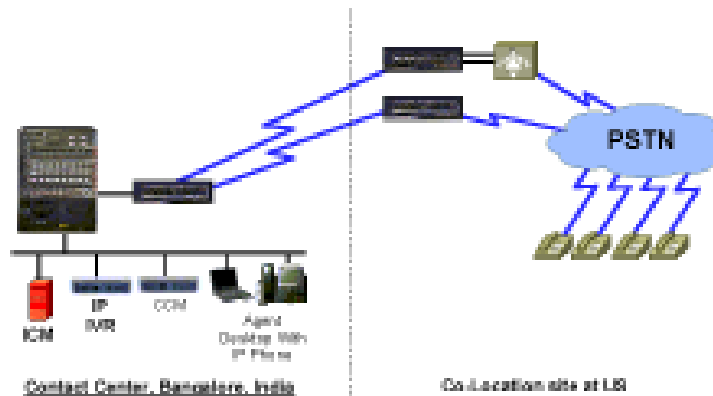 PSTN
ICM
IP
IVR
CCM
Agent
Desktop With
IP Phone
Contact Center, Bangalore, India
Co-Location site at US